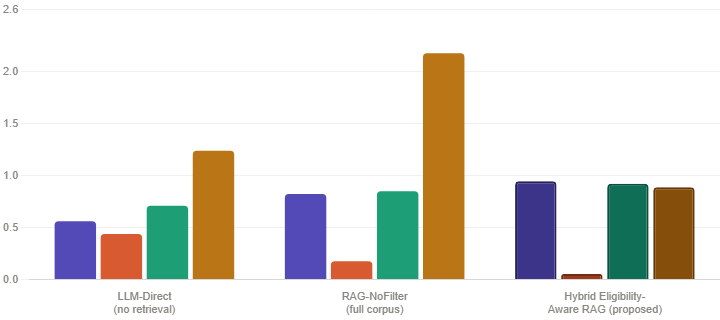 2.6
2.0
1.5
1.0
0.5
0.0
LLM-Direct
(no retrieval)
RAG-NoFilter
(full corpus)
Hybrid Eligibility-
Aware RAG (proposed)